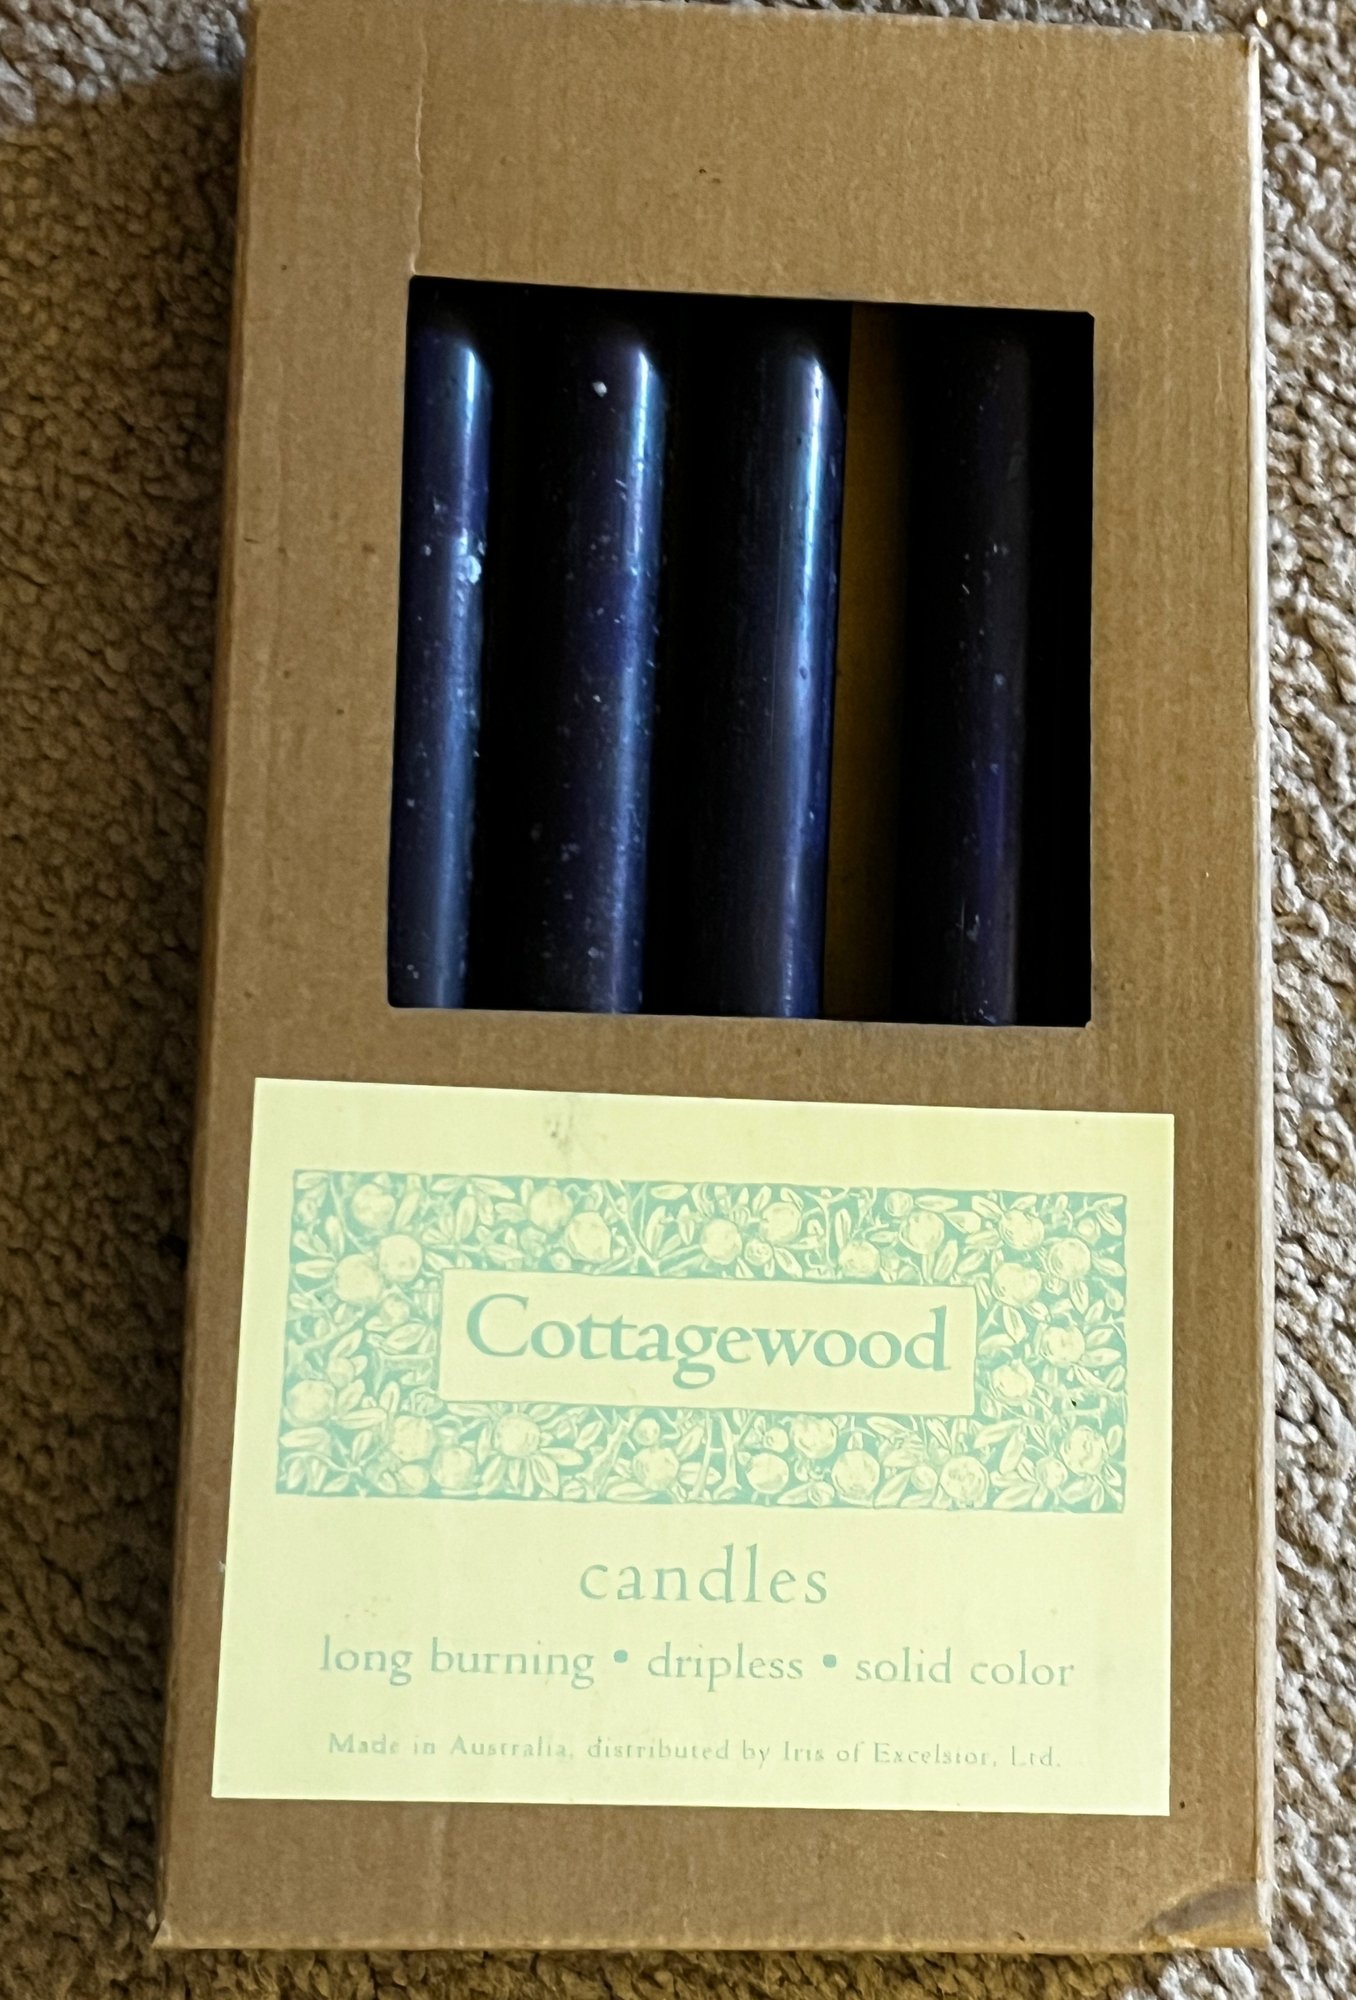 Cottagewood
candles
long burning • dripless • solid color
Made in Australia, distributed by Iris of Excelsior, Ltd.